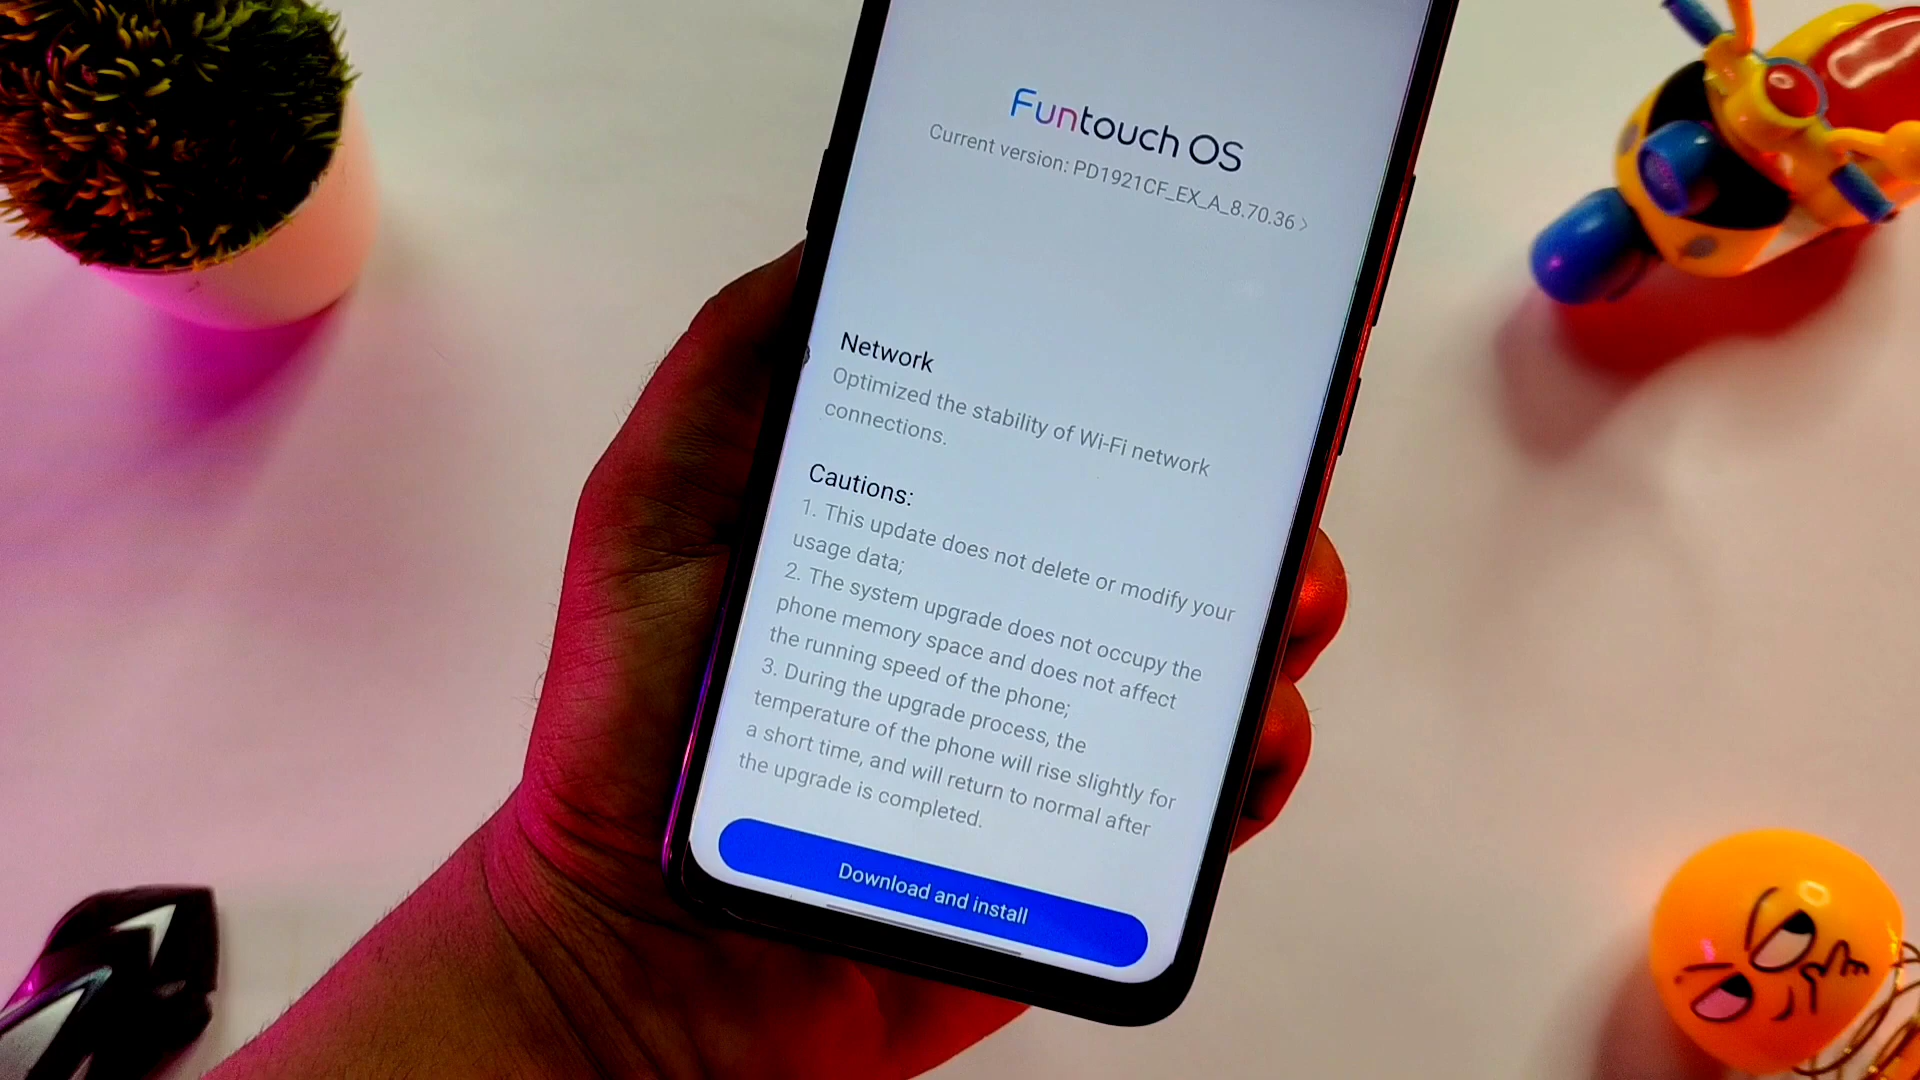 Funtouch OS
Current version: PD1921CF_EX_A_8.70.36 >
Network
Optimized the stability of Wi-Fi network
connections.
Cautions:
1. This update does not delete or modify your
usage data;
2. The system upgrade does not occupy the
phone memory space and does not affect
the running speed of the phone;
3. During the upgrade process, the
temperature of the phone will rise slightly for
a short time, and will return to normal after
the upgrade is completed.
Download and install